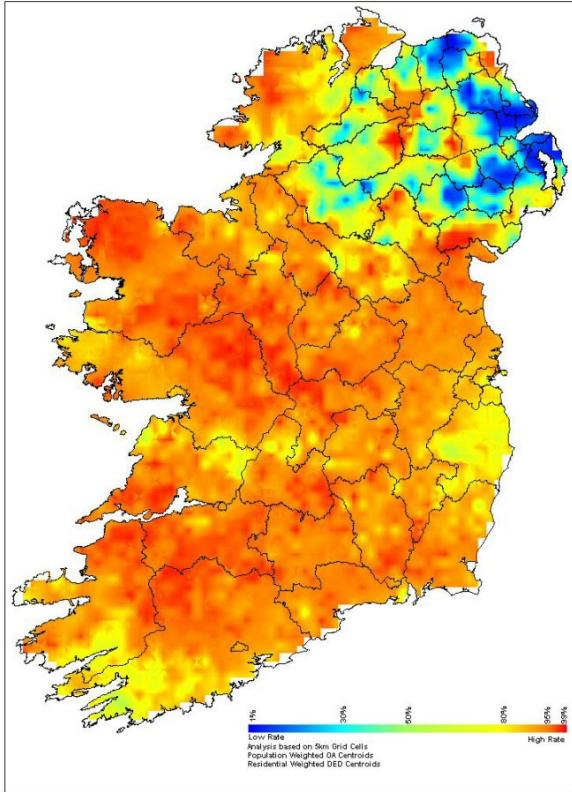 1% 30% 60% 80% 95% 99%
Low Rate High Rate
Analysis based on 5km Grid Cells
Population Weighted OA Centroids
Residential Weighted DED Centroids